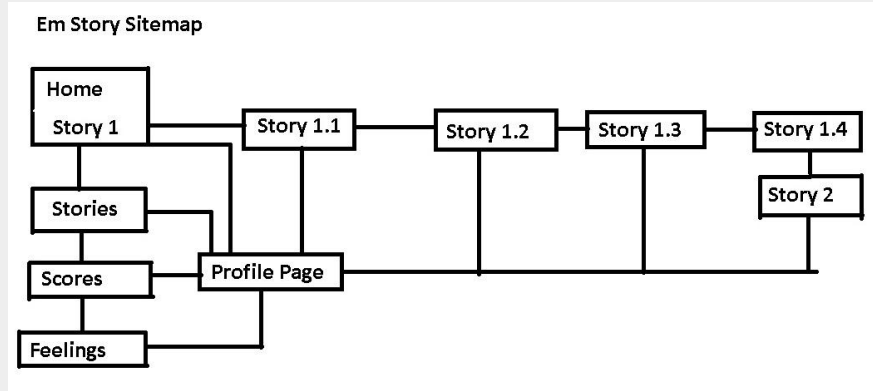 Em Story Sitemap
Home
Story 1
Story 1.1
Story 1.2
Story 1.3
Story 1.4
Stories
Story 2
Scores
Profile Page
Feelings